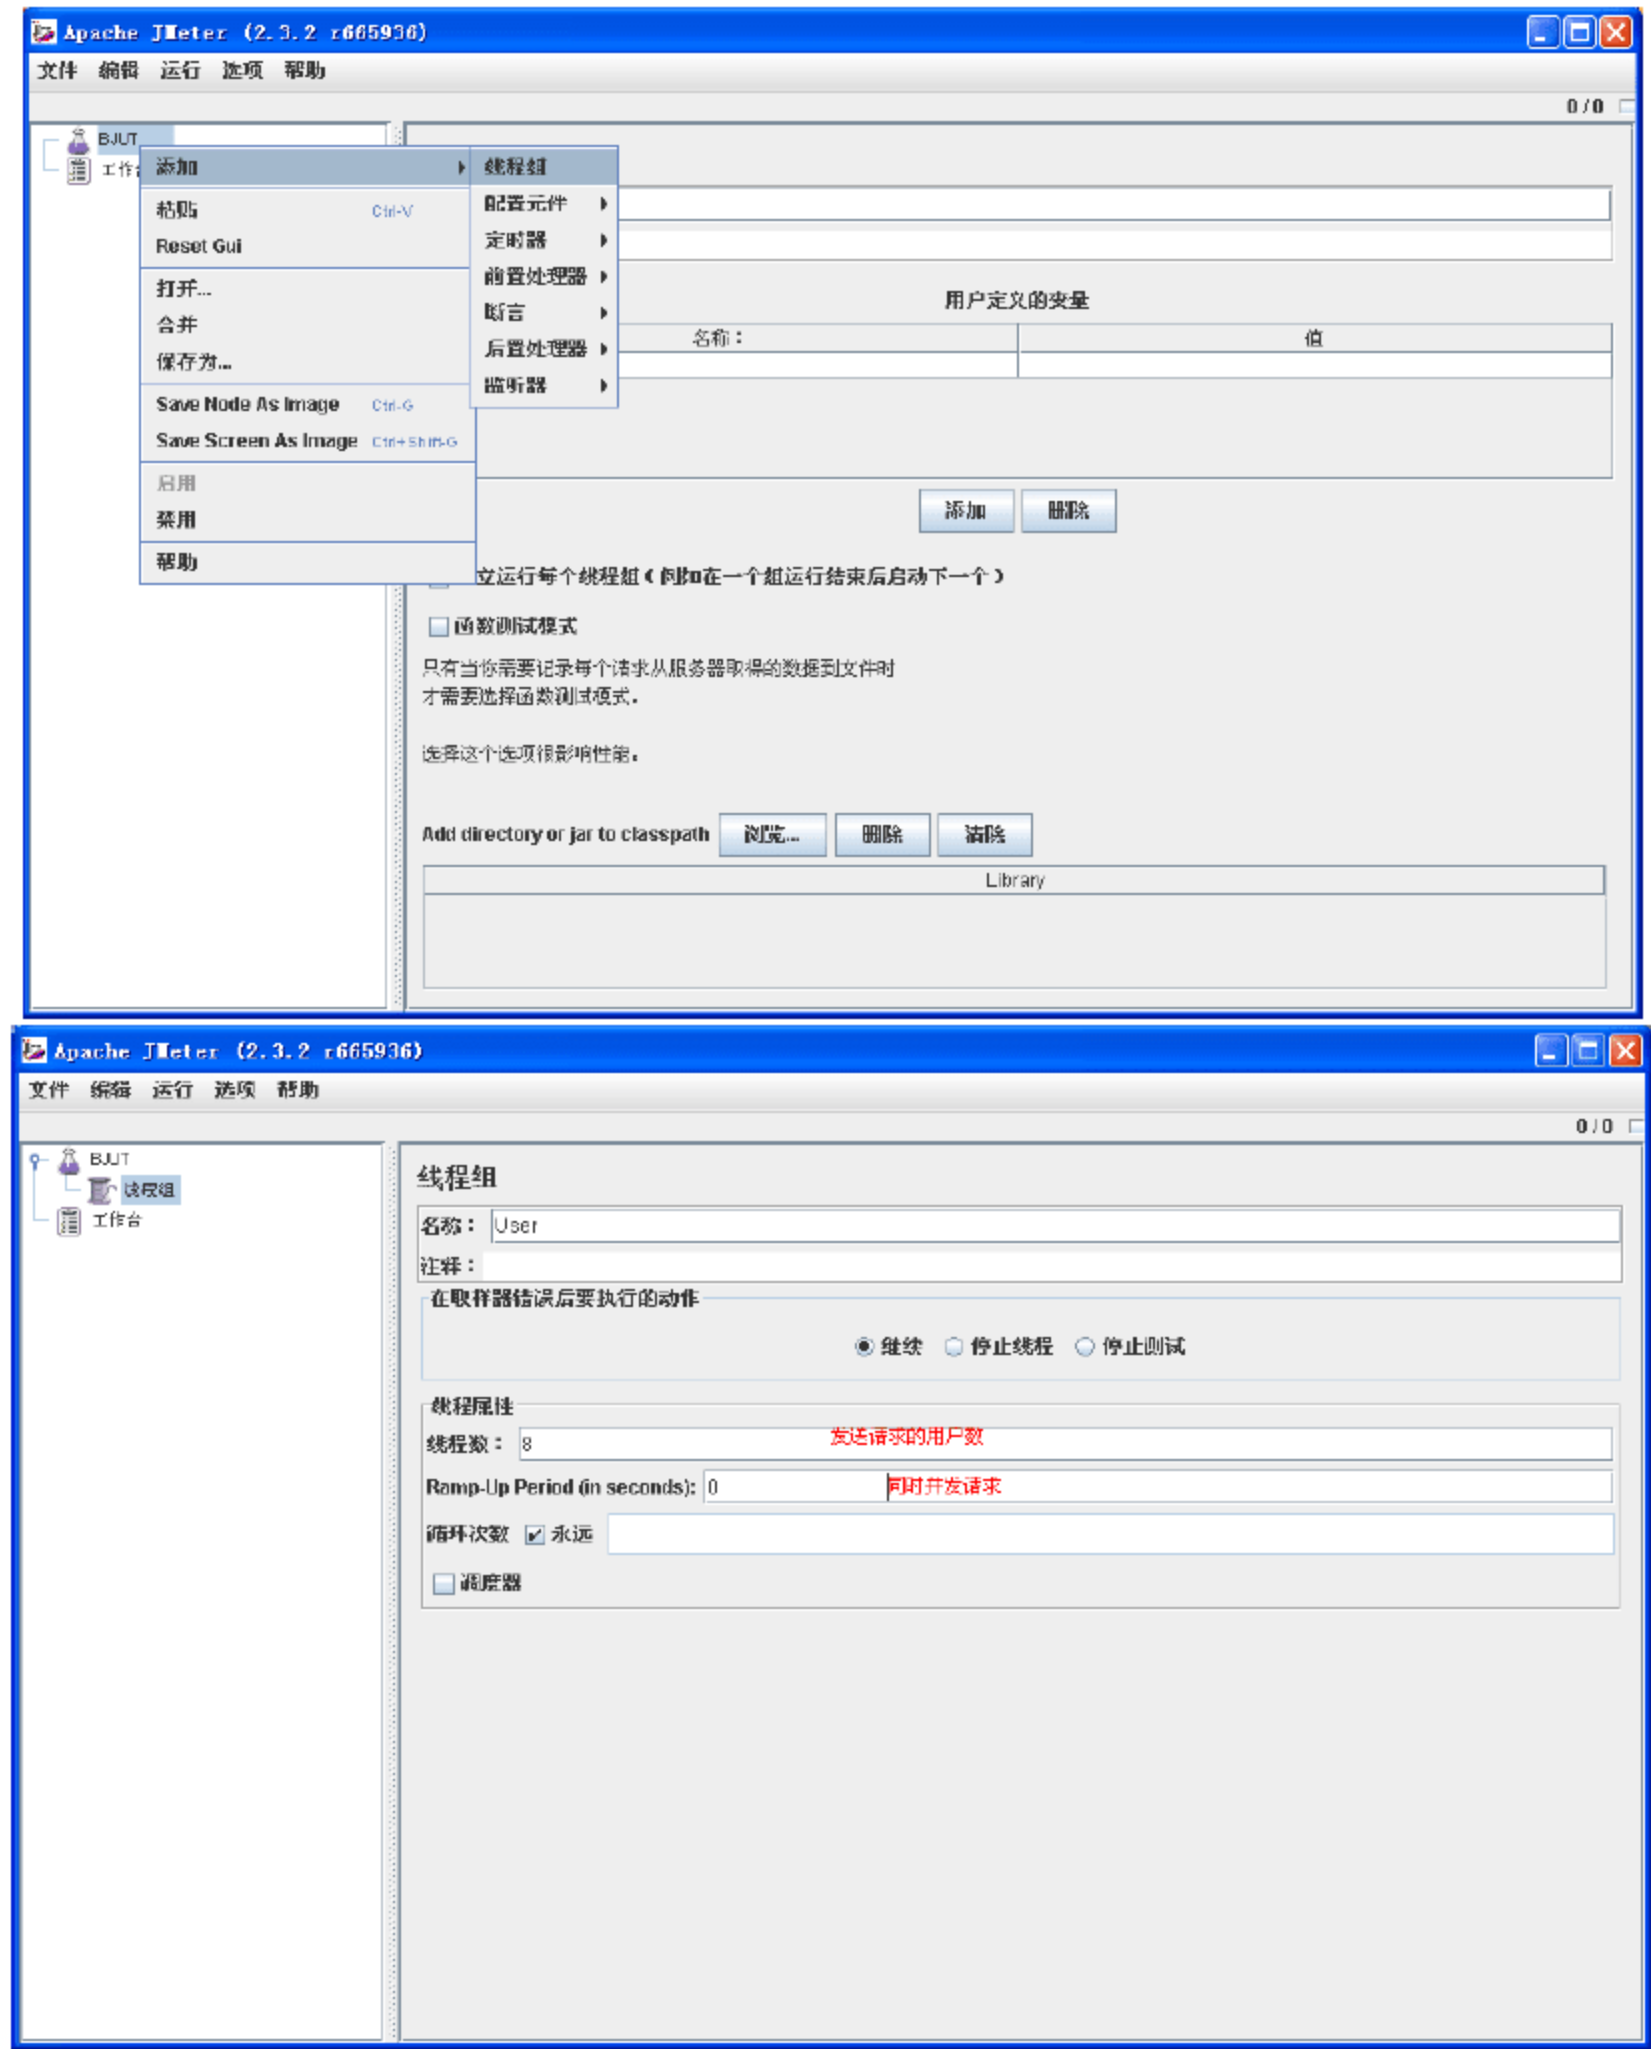 Apache JMeter (2.3.2 r665936)
文件 编辑 运行 选项 帮助
0/0
BJUT
工作台
添加
粘贴 Ctrl-V
Reset Gui
打开...
合并
保存为...
Save Node As Image Ctrl-G
Save Screen As Image Ctrl+Shift-G
启用
禁用
帮助
线程组
配置元件
定时器
前置处理器
断言
后置处理器
监听器
用户定义的变量
名称： 值
添加 删除
立运行每个线程组（例如在一个组运行结束后启动下一个）
函数测试模式
只有当你需要记录每个请求从服务器取得的数据到文件时
才需要选择函数测试模式。
选择这个选项很影响性能。
Add directory or jar to classpath 浏览... 删除 清除
Library
Apache JMeter (2.3.2 r665936)
文件 编辑 运行 选项 帮助
0/0
BJUT
线程组
工作台
线程组
名称： User
注释：
在取样器错误后要执行的动作
继续 停止线程 停止测试
线程属性
线程数： 8 发送请求的用户数
Ramp-Up Period (in seconds): 0 同时并发请求
循环次数 永远
调度器